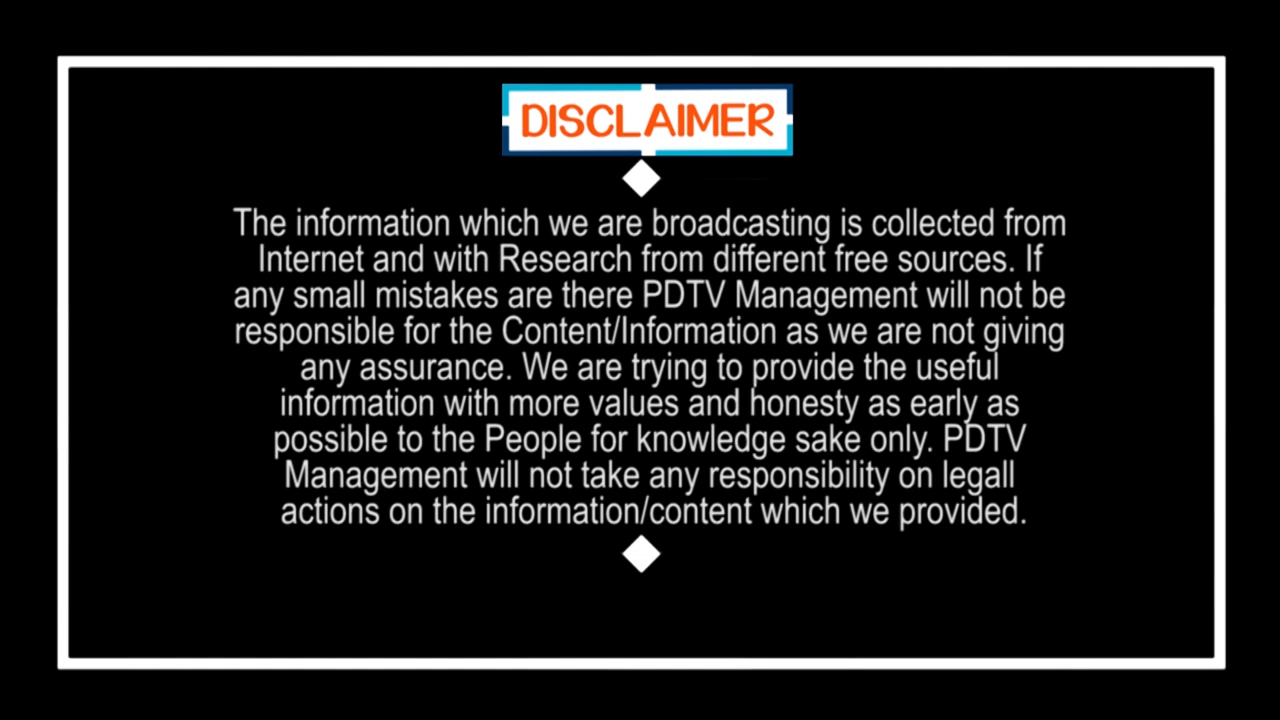 DISCLAIMER
The information which we are broadcasting is collected from
Internet and with Research from different free sources. If
any small mistakes are there PDTV Management will not be
responsible for the Content/Information as we are not giving
any assurance. We are trying to provide the useful
information with more values and honesty as early as
possible to the People for knowledge sake only. PDTV
Management will not take any responsibility on legall
actions on the information/content which we provided.